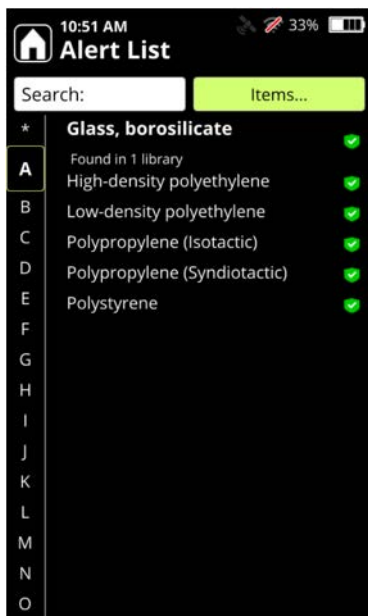 10:51 AM
33%
Alert List
Search:
Items...
*
Glass, borosilicate
Found in 1 library
A
High-density polyethylene
B
Low-density polyethylene
C
Polypropylene (Isotactic)
D
Polypropylene (Syndiotactic)
E
Polystyrene
F
G
H
I
J
K
L
M
N
O